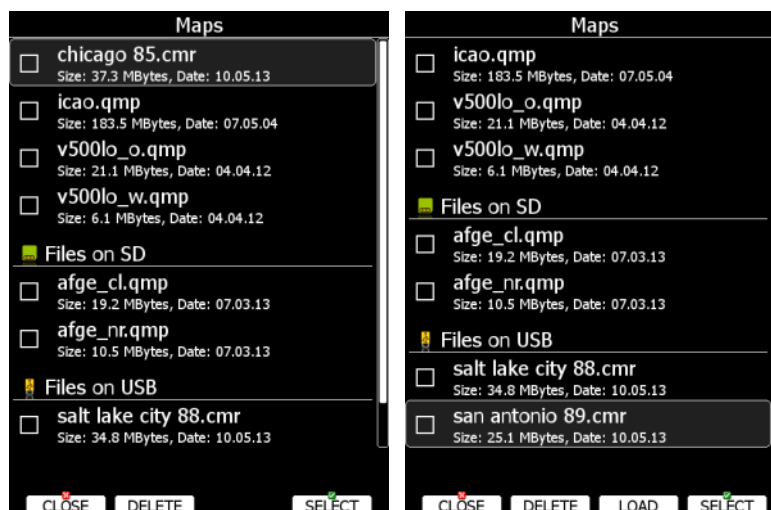 Maps
chicago 85.cmr
Size: 37.3 MBytes, Date: 10.05.13
icao.qmp
Size: 183.5 MBytes, Date: 07.05.04
v500lo_o.qmp
Size: 21.1 MBytes, Date: 04.04.12
v500lo_w.qmp
Size: 6.1 MBytes, Date: 04.04.12
Files on SD
afge_cl.qmp
Size: 19.2 MBytes, Date: 07.03.13
afge_nr.qmp
Size: 10.5 MBytes, Date: 07.03.13
Files on USB
salt lake city 88.cmr
Size: 34.8 MBytes, Date: 10.05.13
CLOSE DELETE SELECT
Maps
icao.qmp
Size: 183.5 MBytes, Date: 07.05.04
v500lo_o.qmp
Size: 21.1 MBytes, Date: 04.04.12
v500lo_w.qmp
Size: 6.1 MBytes, Date: 04.04.12
Files on SD
afge_cl.qmp
Size: 19.2 MBytes, Date: 07.03.13
afge_nr.qmp
Size: 10.5 MBytes, Date: 07.03.13
Files on USB
salt lake city 88.cmr
Size: 34.8 MBytes, Date: 10.05.13
san antonio 89.cmr
Size: 25.1 MBytes, Date: 10.05.13
CLOSE DELETE LOAD SELECT